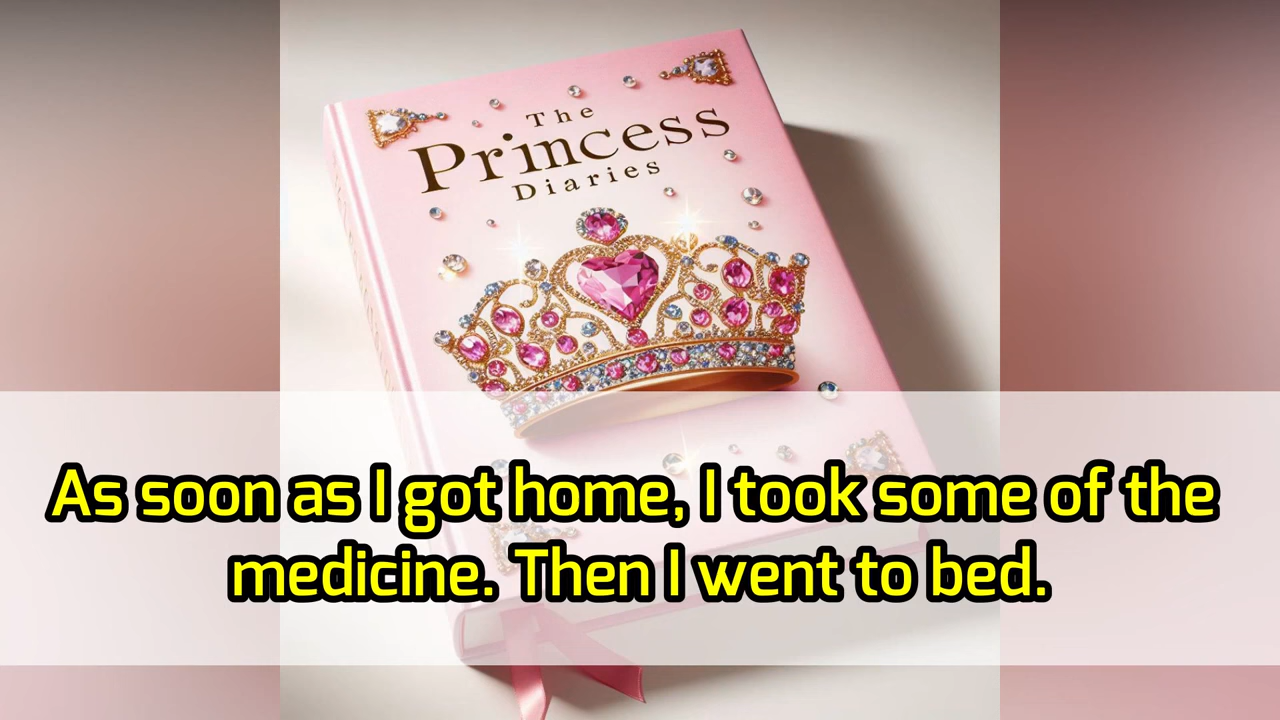 The
Princess
Diaries
As soon as I got home, I took some of the
medicine. Then I went to bed.